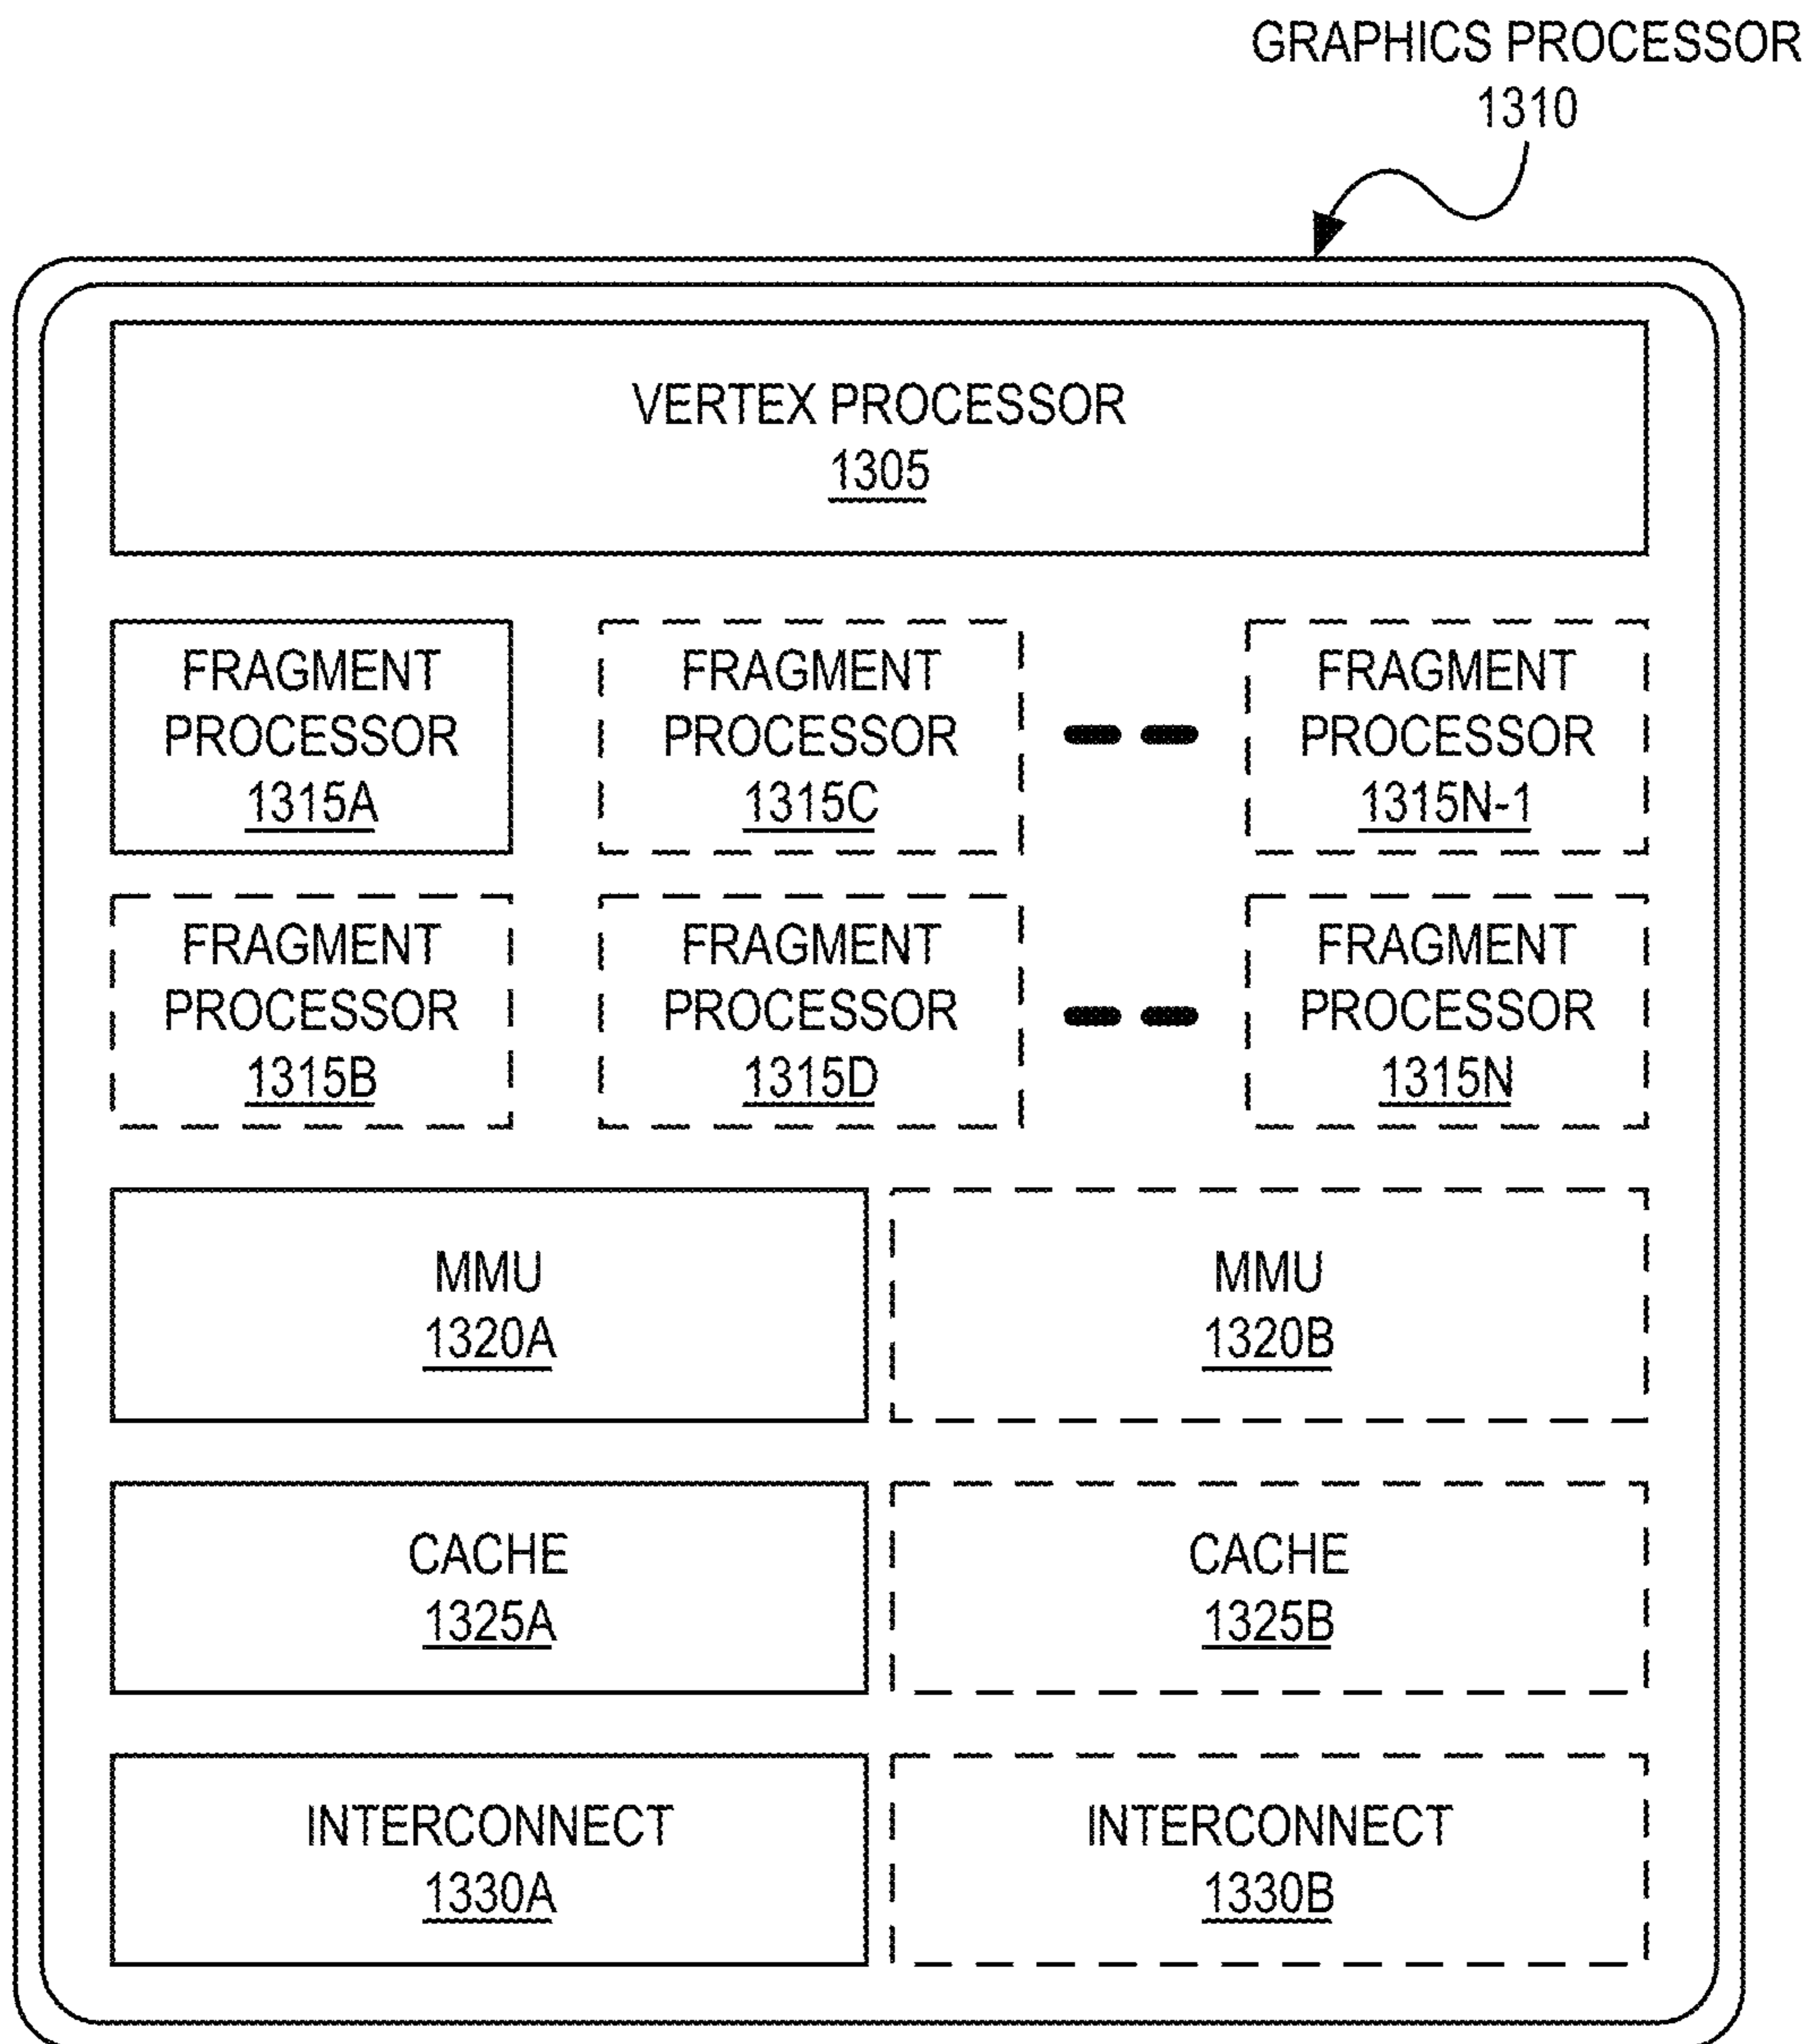 GRAPHICS PROCESSOR
1310
VERTEX PROCESSOR
1305
FRAGMENT
PROCESSOR
1315A
FRAGMENT
PROCESSOR
1315C
FRAGMENT
PROCESSOR
1315N-1
FRAGMENT
PROCESSOR
1315B
FRAGMENT
PROCESSOR
1315D
FRAGMENT
PROCESSOR
1315N
MMU
1320A
MMU
1320B
CACHE
1325A
CACHE
1325B
INTERCONNECT
1330A
INTERCONNECT
1330B